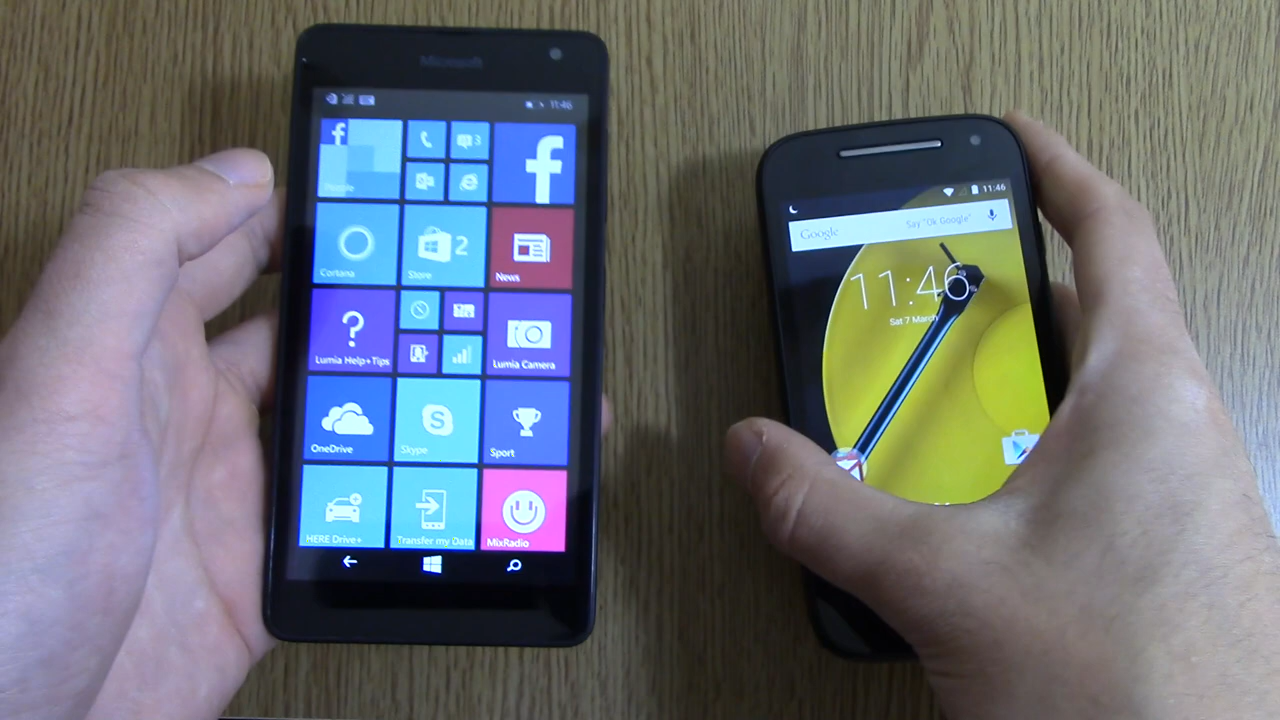 Microsoft
11:46
f
3
f
People
Cortana
Store
2
News
Lumia Help+Tips
Lumia Camera
OneDrive
Skype
Sport
HERE Drive+
Transfer my Data
MixRadio
11:46
Google
Say "Ok Google"
11:46
Sat 7 March